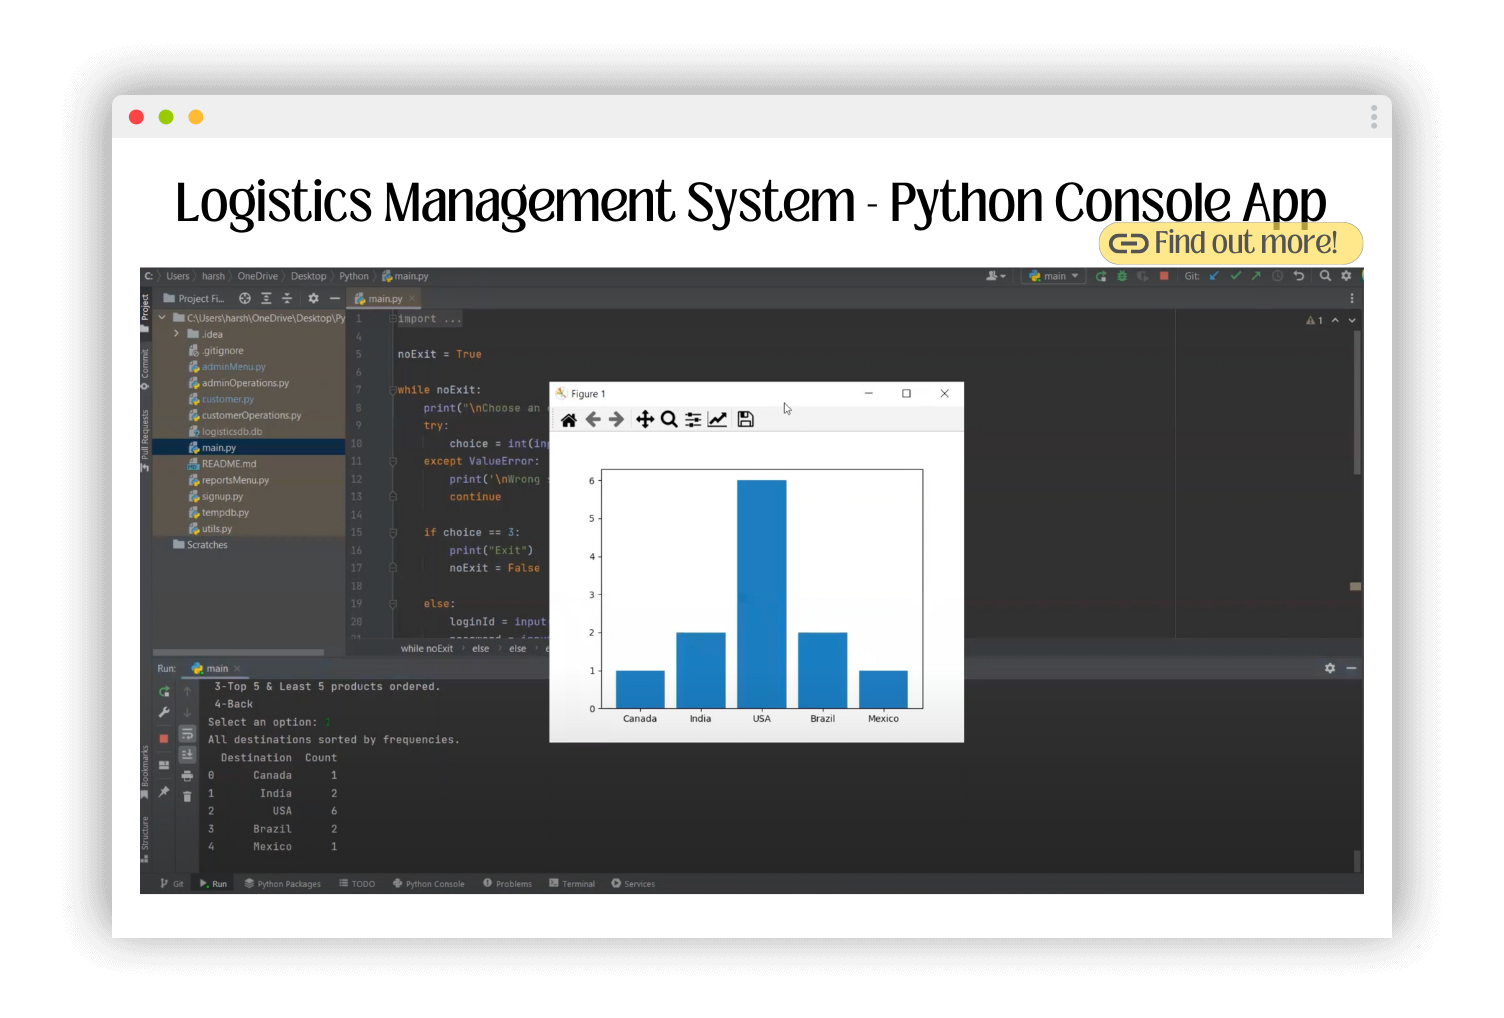 Logistics Management System - Python Console App
Find out more!
C: Users harsh OneDrive Desktop Python main.py
main
Git:
Project
Project Fi...
main.py
C:\Users\harsh\OneDrive\Desktop\Py
.idea
.gitignore
adminMenu.py
adminOperations.py
customer.py
customerOperations.py
logisticsdb.db
main.py
README.md
reportsMenu.py
signup.py
tempdb.py
utils.py
Scratches
Commit
Pull Requests
1 import ...
4
5 noExit = True
6
7 while noExit:
8 print("\nChoose an
9 try:
10 choice = int(in
11 except ValueError:
12 print('\nWrong
13 continue
14
15 if choice == 3:
16 print("Exit")
17 noExit = False
18
19 else:
20 loginId = input
while noExit else else
1
Figure 1
6
5
4
3
2
1
0
Canada India USA Brazil Mexico
Run: main
3-Top 5 & Least 5 products ordered.
4-Back
Select an option: 1
All destinations sorted by frequencies.
Destination Count
0 Canada 1
1 India 2
2 USA 6
3 Brazil 2
4 Mexico 1
Bookmarks
Structure
Git Run Python Packages TODO Python Console Problems Terminal Services